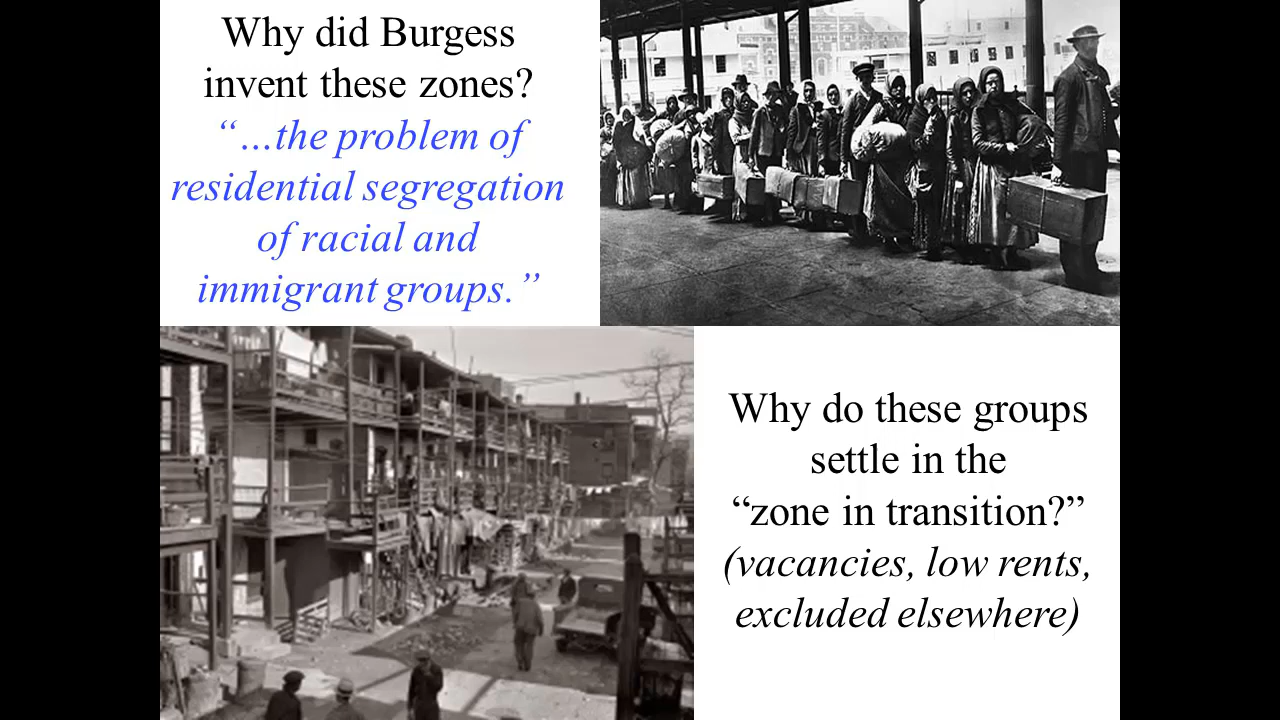 Why did Burgess
invent these zones?
“…the problem of
residential segregation
of racial and
immigrant groups.”
Why do these groups
settle in the
“zone in transition?”
(vacancies, low rents,
excluded elsewhere)